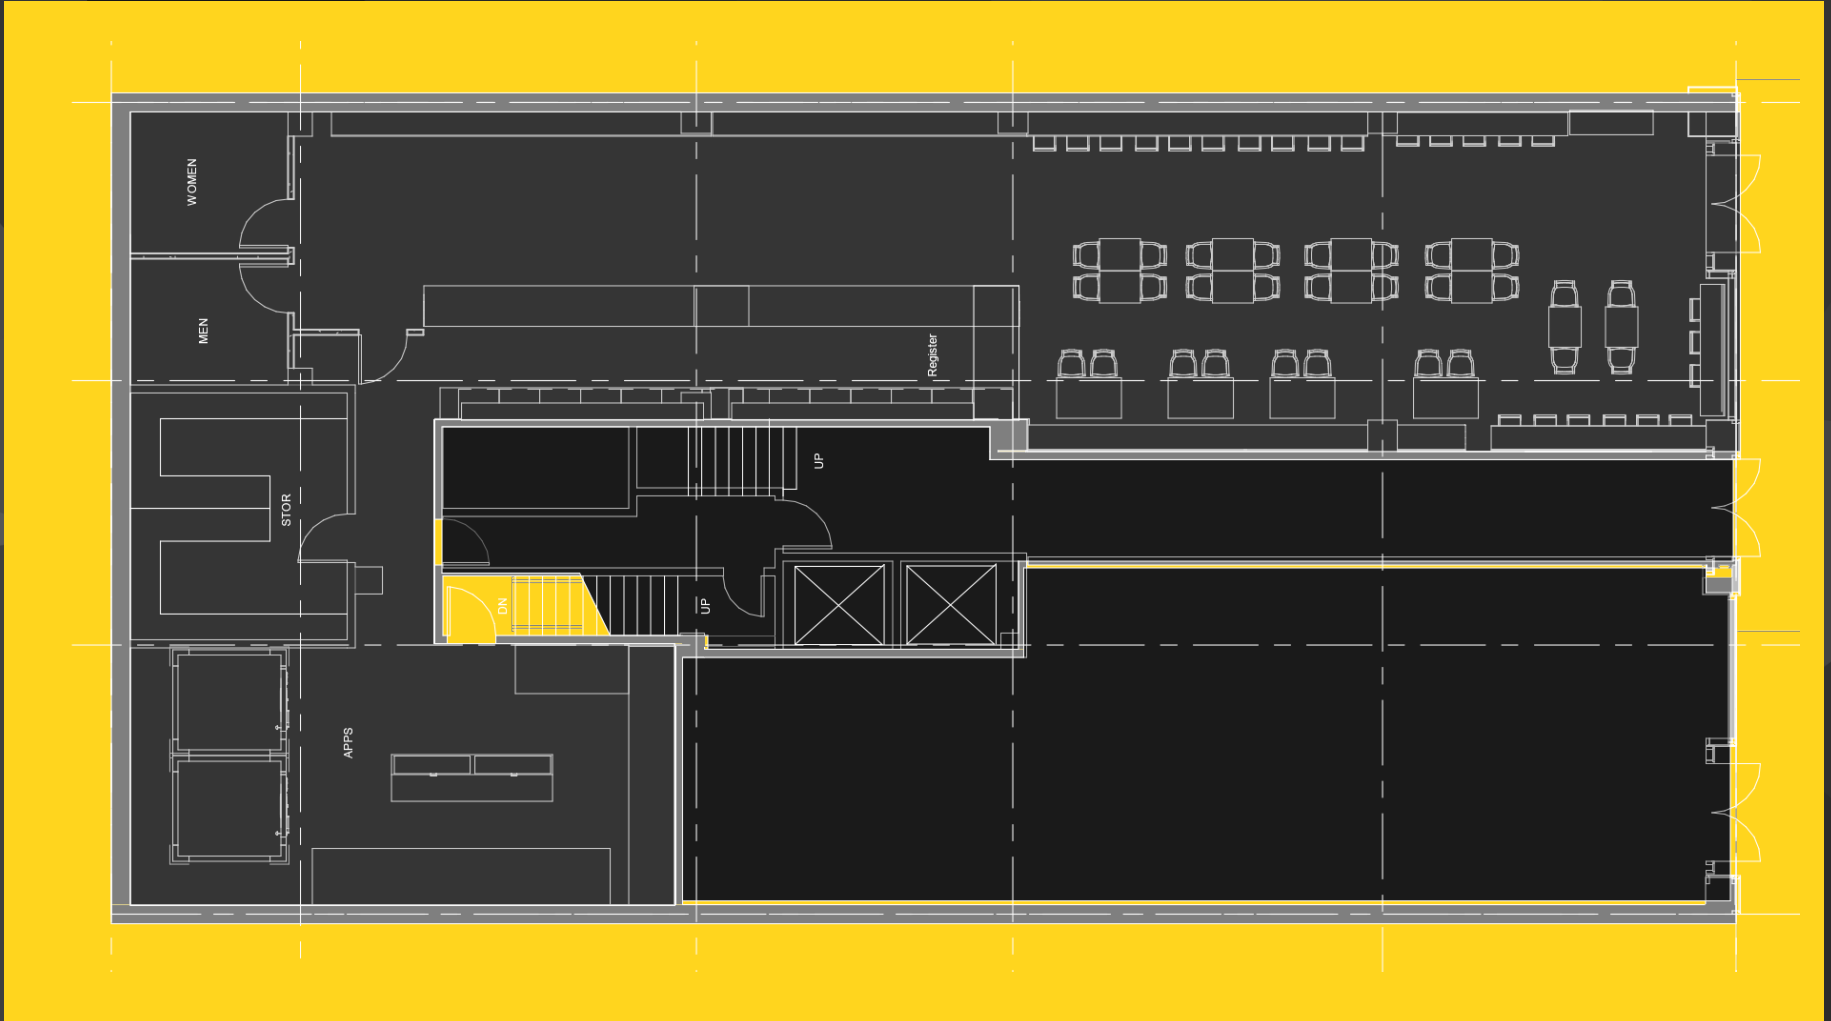 WOMEN
MEN
Register
STOR
UP
DN
UP
APPS